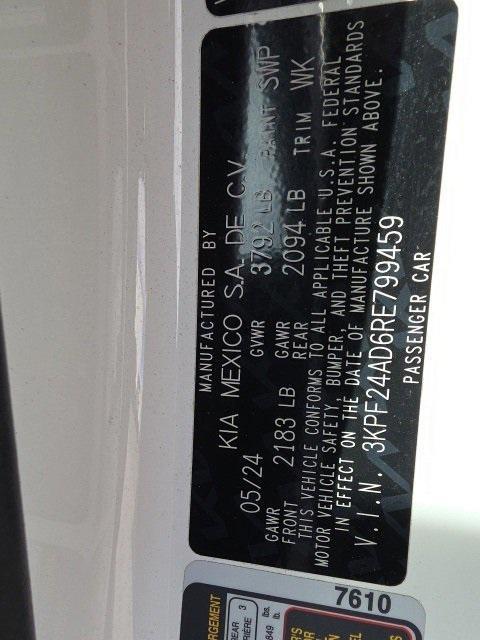 MANUFACTURED BY
KIA MEXICO S.A. DE C.V.
05/24 GVWR 3792 LB PAINT SWP
GAWR FRONT 2183 LB GAWR REAR 2094 LB TRIM WK
THIS VEHICLE CONFORMS TO ALL APPLICABLE U.S.A. FEDERAL
MOTOR VEHICLE SAFETY, BUMPER, AND THEFT PREVENTION STANDARDS
IN EFFECT ON THE DATE OF MANUFACTURE SHOWN ABOVE.
V.I.N. 3KPF24AD6RE799459
PASSENGER CAR
7610